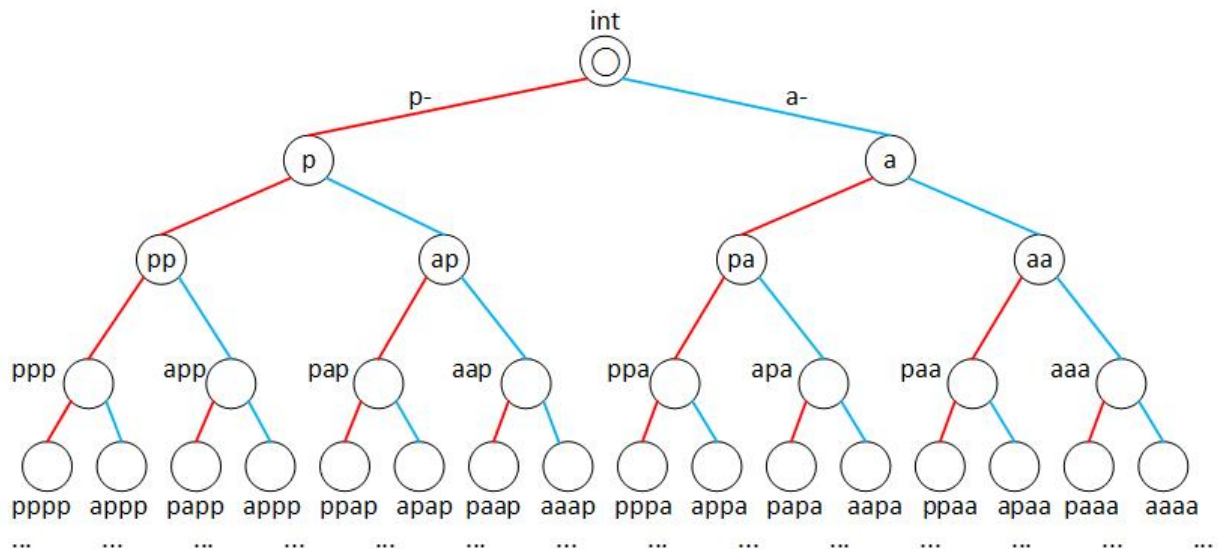 int
p- a-
p a
pp ap pa aa
ppp app pap aap ppa apa paa aaa
pppp appp papp appp ppap apap paap aaap pppa appa papa aapa ppaa apaa paaa aaaa
... ... ... ... ... ... ... ... ... ... ... ... ... ...